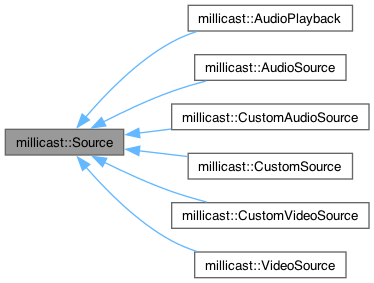 millicast::AudioPlayback
millicast::AudioSource
millicast::CustomAudioSource
millicast::Source
millicast::CustomSource
millicast::CustomVideoSource
millicast::VideoSource